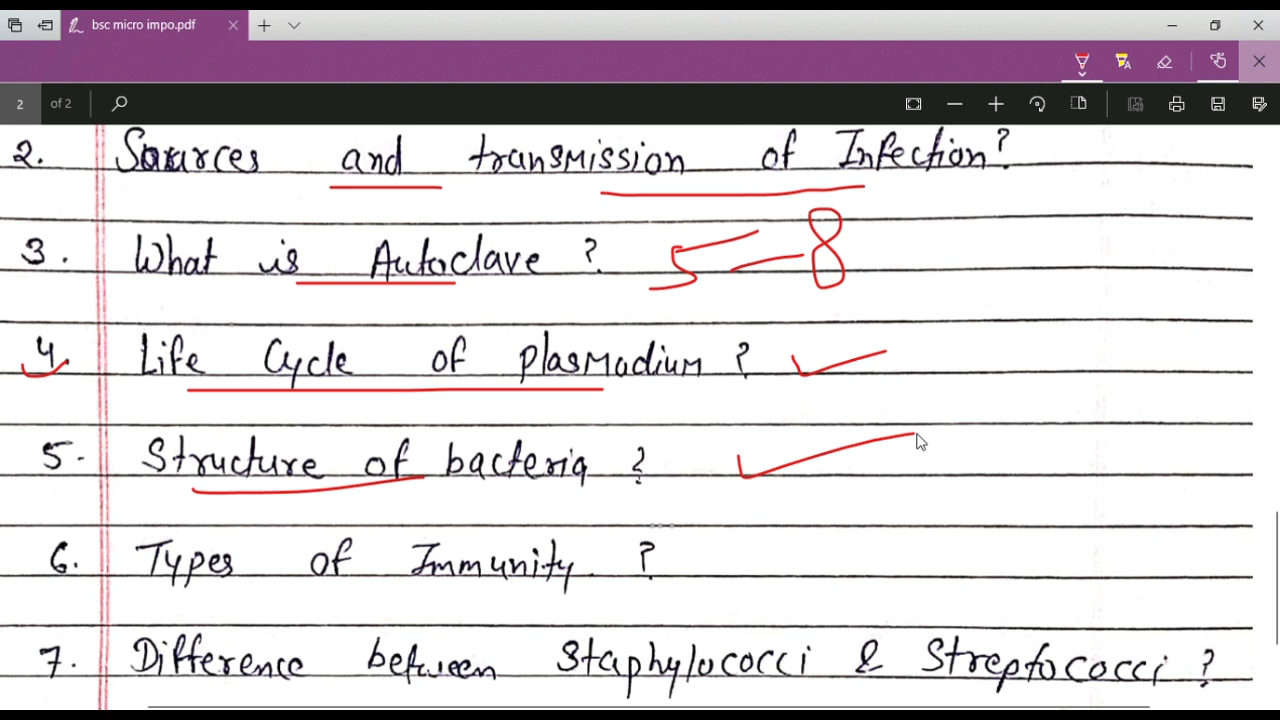 bsc micro impo.pdf
2 of 2
2. Sources and transmission of Infection?
3. What is Autoclave ? 5 = 8
4. Life Cycle of plasmodium ?
5. Structure of bacteria ?
6. Types of Immunity ?
7. Difference between Staphylococci & Streptococci ?